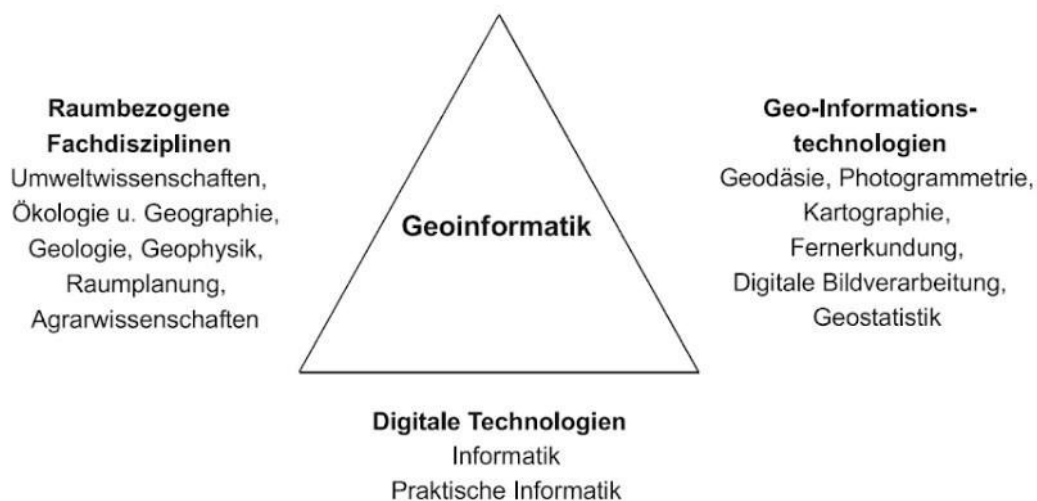 Raumbezogene
Fachdisziplinen
Umweltwissenschaften,
Ökologie u. Geographie,
Geologie, Geophysik,
Raumplanung,
Agrarwissenschaften
Geoinformatik
Geo-Informations-
technologien
Geodäsie, Photogrammetrie,
Kartographie,
Fernerkundung,
Digitale Bildverarbeitung,
Geostatistik
Digitale Technologien
Informatik
Praktische Informatik